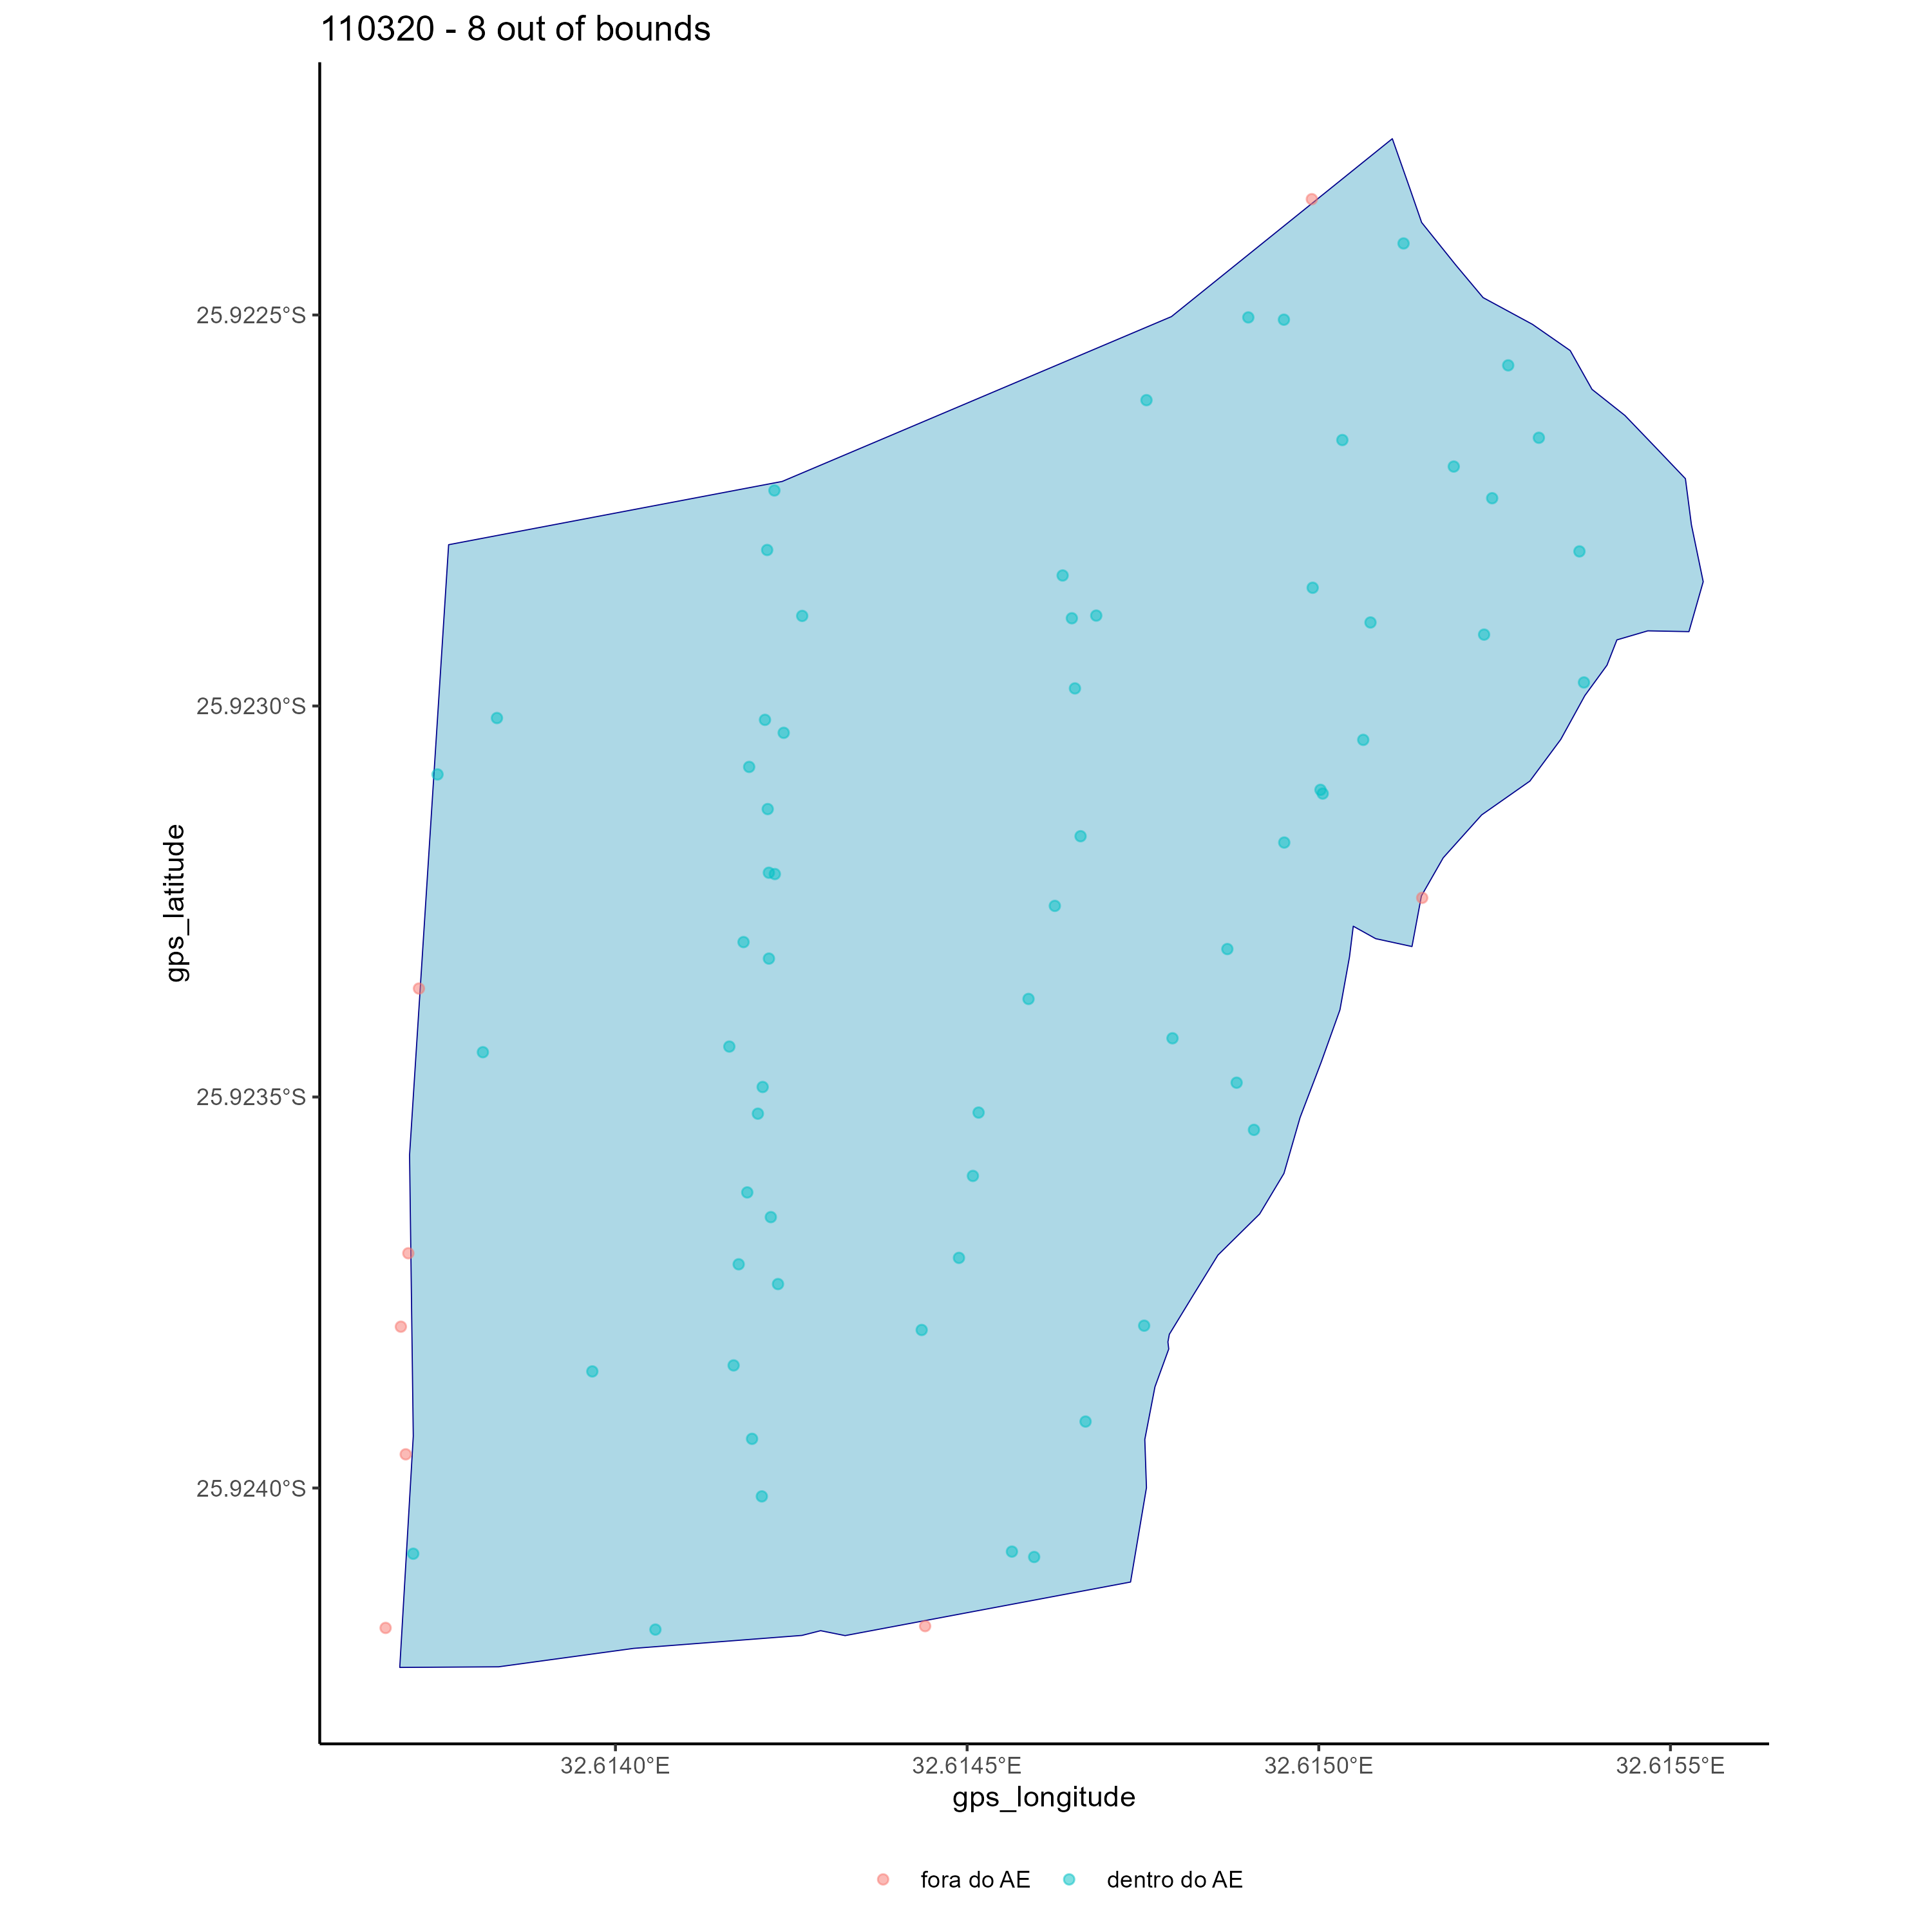 110320 - 8 out of bounds
25.9225°S
25.9230°S
25.9235°S
25.9240°S
gps_latitude
32.6140°E 32.6145°E 32.6150°E 32.6155°E
gps_longitude
fora do AE dentro do AE